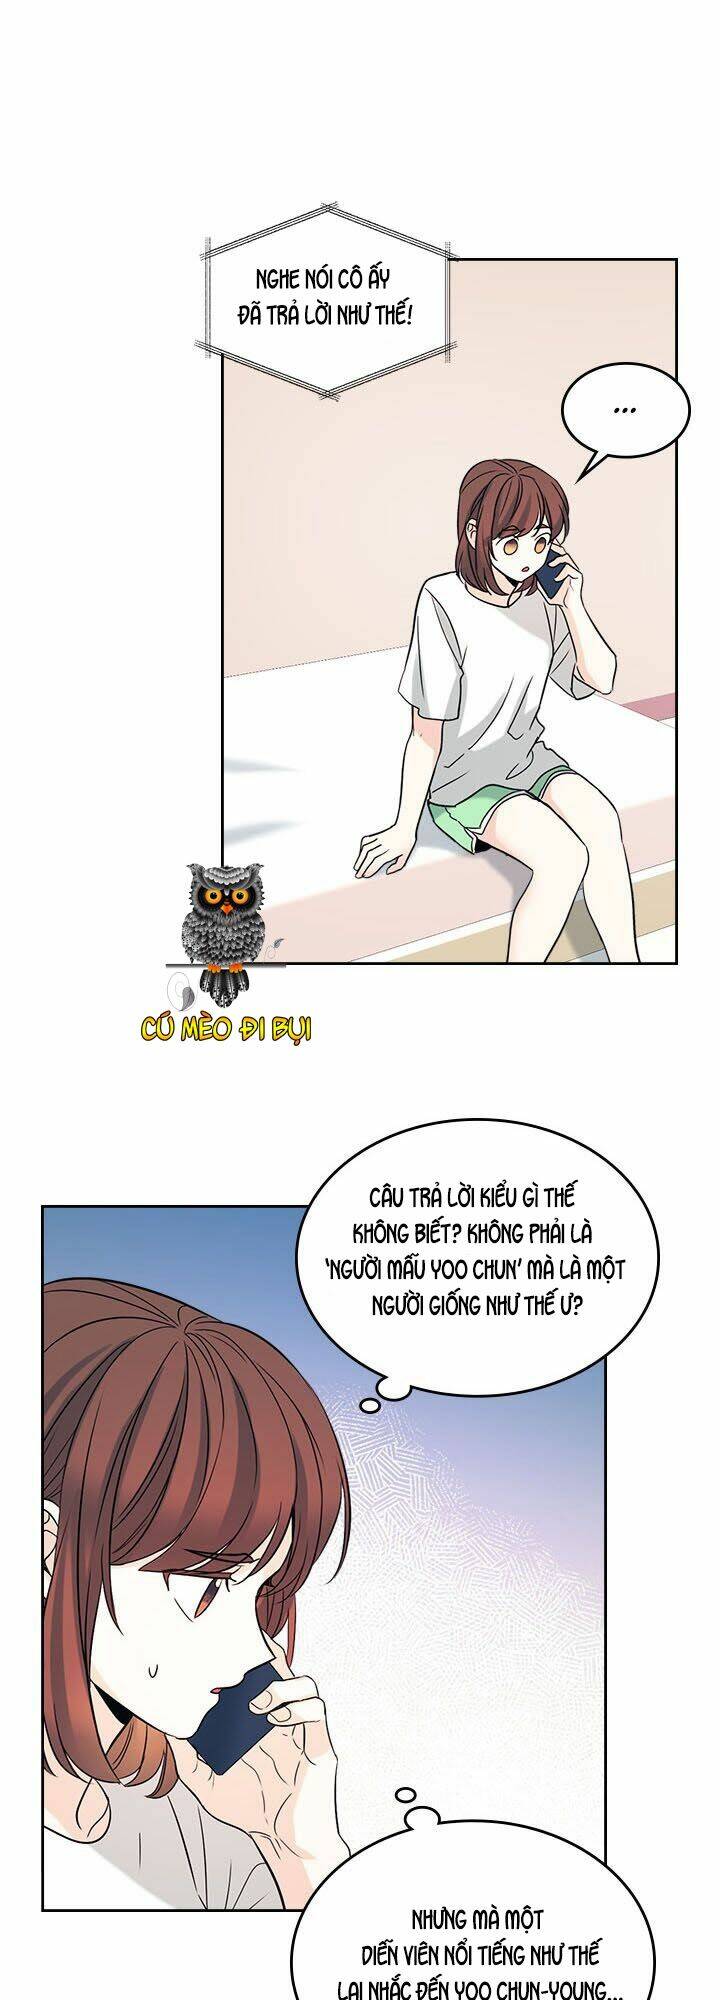 NGHE NÓI CÔ ẤY
ĐÃ TRẢ LỜI NHƯ THẾ!
...
CÚ MÈO ĐI BỤI
CÂU TRẢ LỜI KIỂU GÌ THẾ
KHÔNG BIẾT? KHÔNG PHẢI LÀ
'NGƯỜI MẪU YOO CHUN' MÀ LÀ MỘT
NGƯỜI GIỐNG NHƯ THẾ Ư?
NHƯNG MÀ MỘT
DIỄN VIÊN NỔI TIẾNG NHƯ THẾ
LẠI NHẮC ĐẾN YOO CHUN-YOUNG...